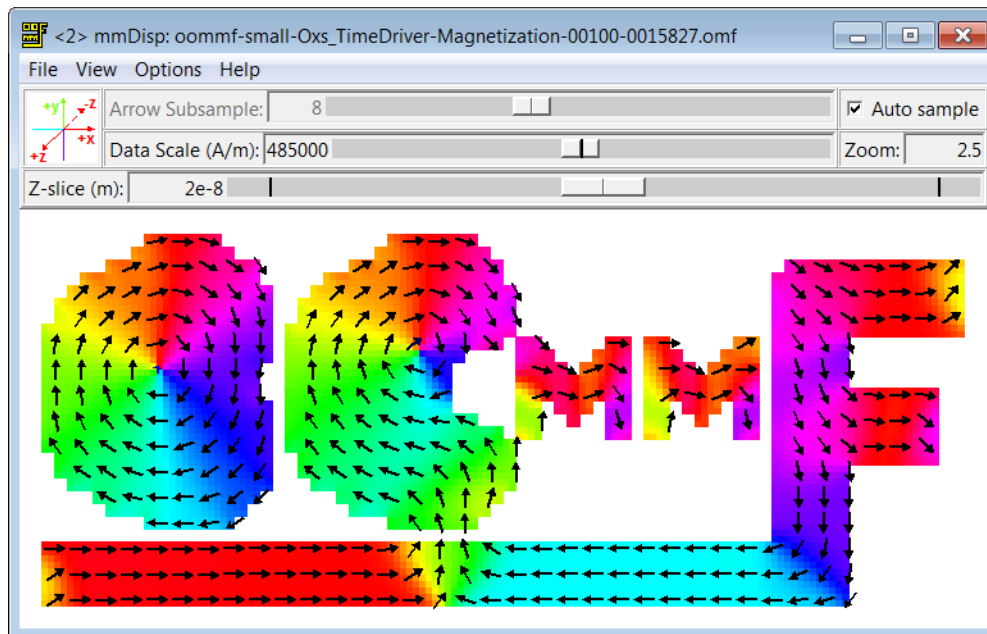 <2> mmDisp: oommf-small-Oxs_TimeDriver-Magnetization-00100-0015827.omf
File View Options Help
+y -z +x +z
Arrow Subsample: 8 Auto sample
Data Scale (A/m): 485000 Zoom: 2.5
Z-slice (m): 2e-8
OOMMF